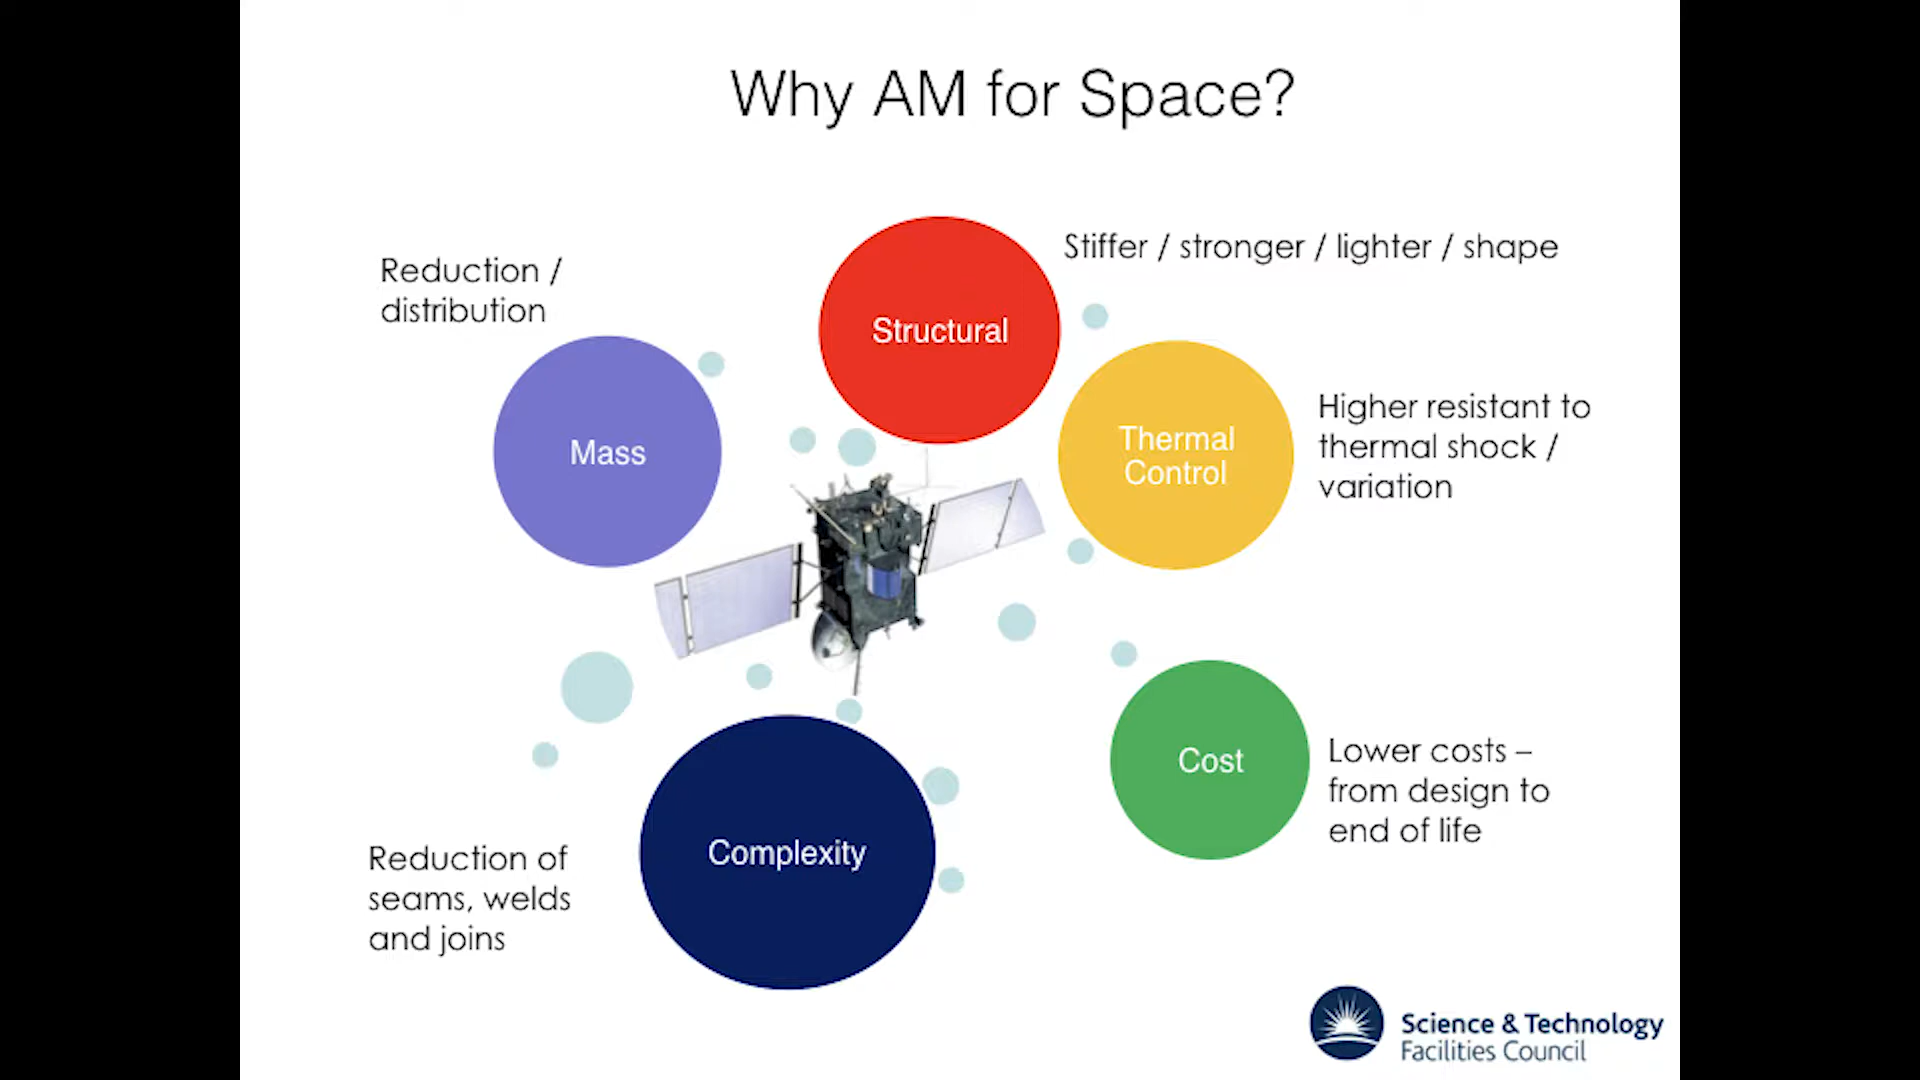 Why AM for Space?
Reduction /
distribution
Structural
Stiffer / stronger / lighter / shape
Mass
Thermal
Control
Higher resistant to
thermal shock /
variation
Cost
Lower costs –
from design to
end of life
Complexity
Reduction of
seams, welds
and joins
Science & Technology
Facilities Council